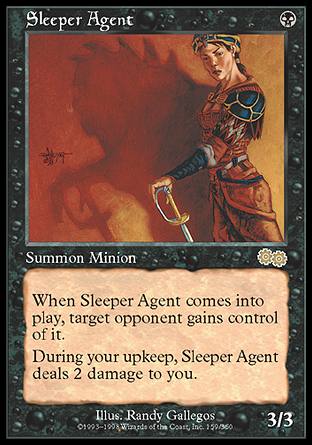 Sleeper Agent
Summon Minion
When Sleeper Agent comes into
play, target opponent gains control
of it.
During your upkeep, Sleeper Agent
deals 2 damage to you.
Illus. Randy Gallegos
©1993–1998 Wizards of the Coast, Inc. 159/350
3/3